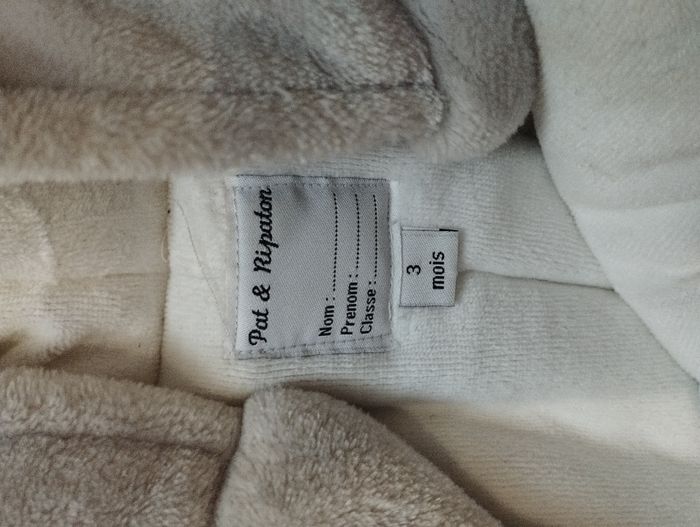 Pat & Ripaton
Nom : ....................
Prenom : ...............
Classe : .................
3
mois